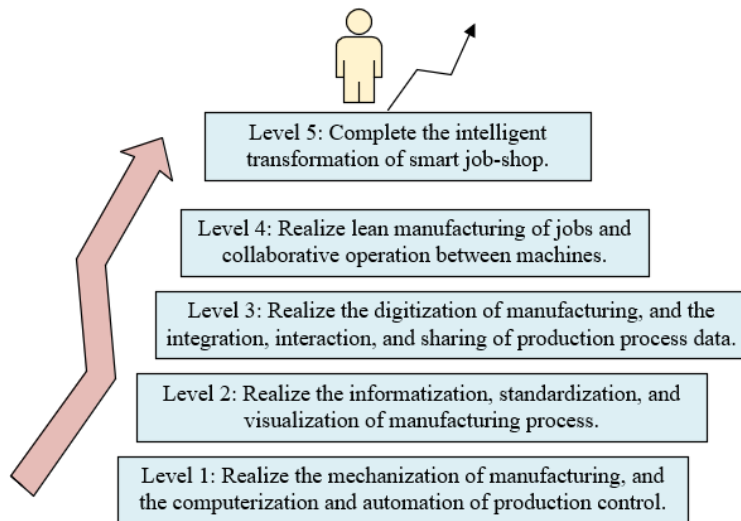 Level 5: Complete the intelligent
transformation of smart job-shop.
Level 4: Realize lean manufacturing of jobs and
collaborative operation between machines.
Level 3: Realize the digitization of manufacturing, and the
integration, interaction, and sharing of production process data.
Level 2: Realize the informatization, standardization, and
visualization of manufacturing process.
Level 1: Realize the mechanization of manufacturing, and
the computerization and automation of production control.